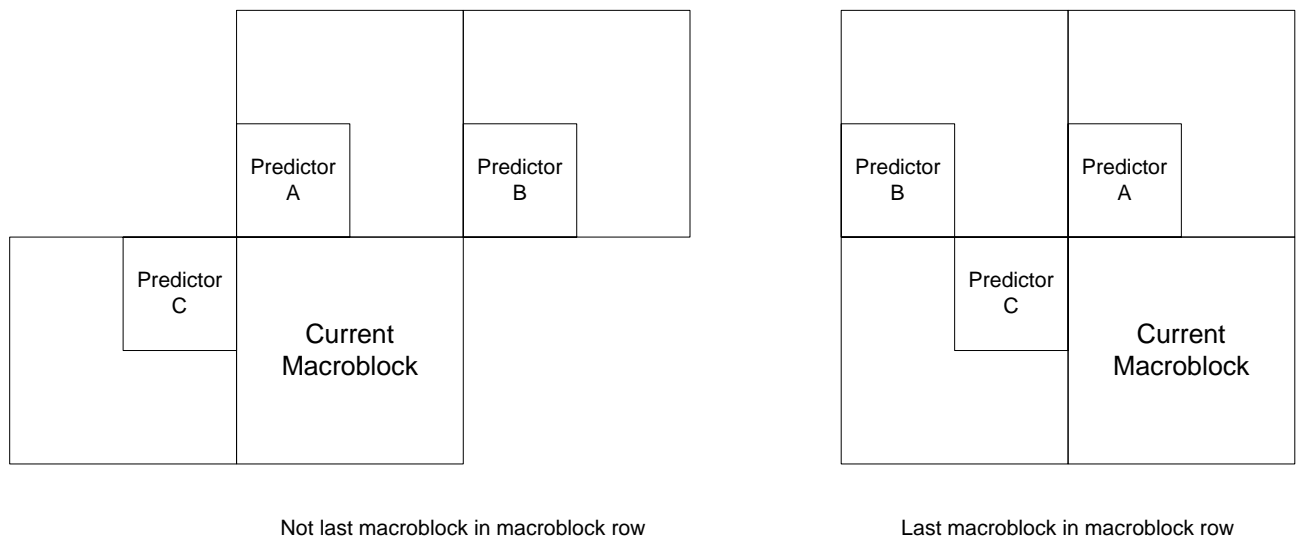 Predictor
A
Predictor
B
Predictor
C
Current
Macroblock
Not last macroblock in macroblock row
Predictor
B
Predictor
A
Predictor
C
Current
Macroblock
Last macroblock in macroblock row